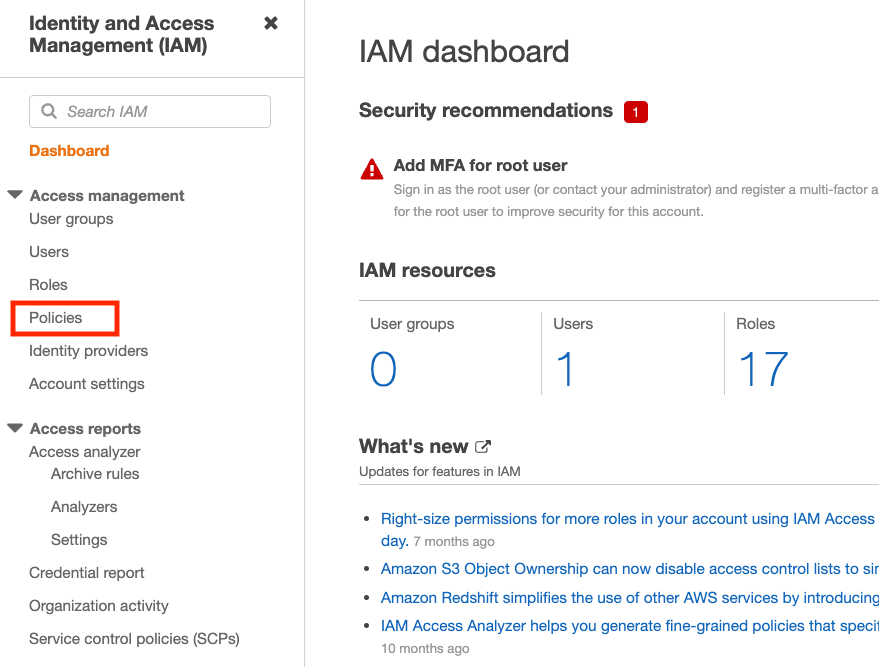 Identity and Access
Management (IAM)
Search IAM
Dashboard
Access management
User groups
Users
Roles
Policies
Identity providers
Account settings
Access reports
Access analyzer
Archive rules
Analyzers
Settings
Credential report
Organization activity
Service control policies (SCPs)
IAM dashboard
Security recommendations 1
Add MFA for root user
Sign in as the root user (or contact your administrator) and register a multi-factor a
for the root user to improve security for this account.
IAM resources
User groups Users Roles
0 1 17
What's new
Updates for features in IAM
Right-size permissions for more roles in your account using IAM Access
day. 7 months ago
Amazon S3 Object Ownership can now disable access control lists to sim
Amazon Redshift simplifies the use of other AWS services by introducing
IAM Access Analyzer helps you generate fine-grained policies that specif
10 months ago